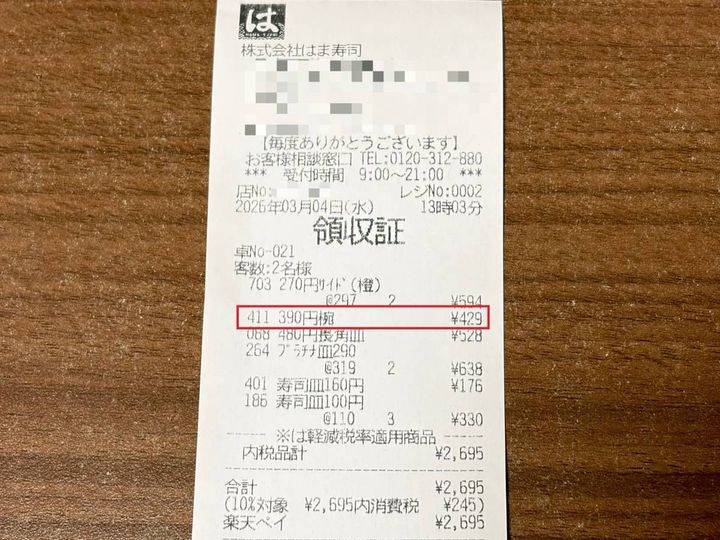 は
株式会社はま寿司
【毎度ありがとうございます】
お客様相談窓口 TEL:0120-312-880
*** 受付時間 9:00~21:00 ***
店No: レシNo:0002
2026年03月04日(水) 13時03分
領収証
卓No-021
客数:2名様
703 270円ｻｲﾄﾞ(橙)
@297 2 ¥594
411 390円椀 ¥429
068 480円長角皿 ¥528
264 ﾌﾟﾗﾁﾅ皿290
@319 2 ¥638
401 寿司皿160円 ¥176
186 寿司皿100円
@110 3 ¥330
※は軽減税率適用商品
内税品計 ¥2,695
合計 ¥2,695
(10%対象 ¥2,695内消費税 ¥245)
楽天ペイ ¥2,695